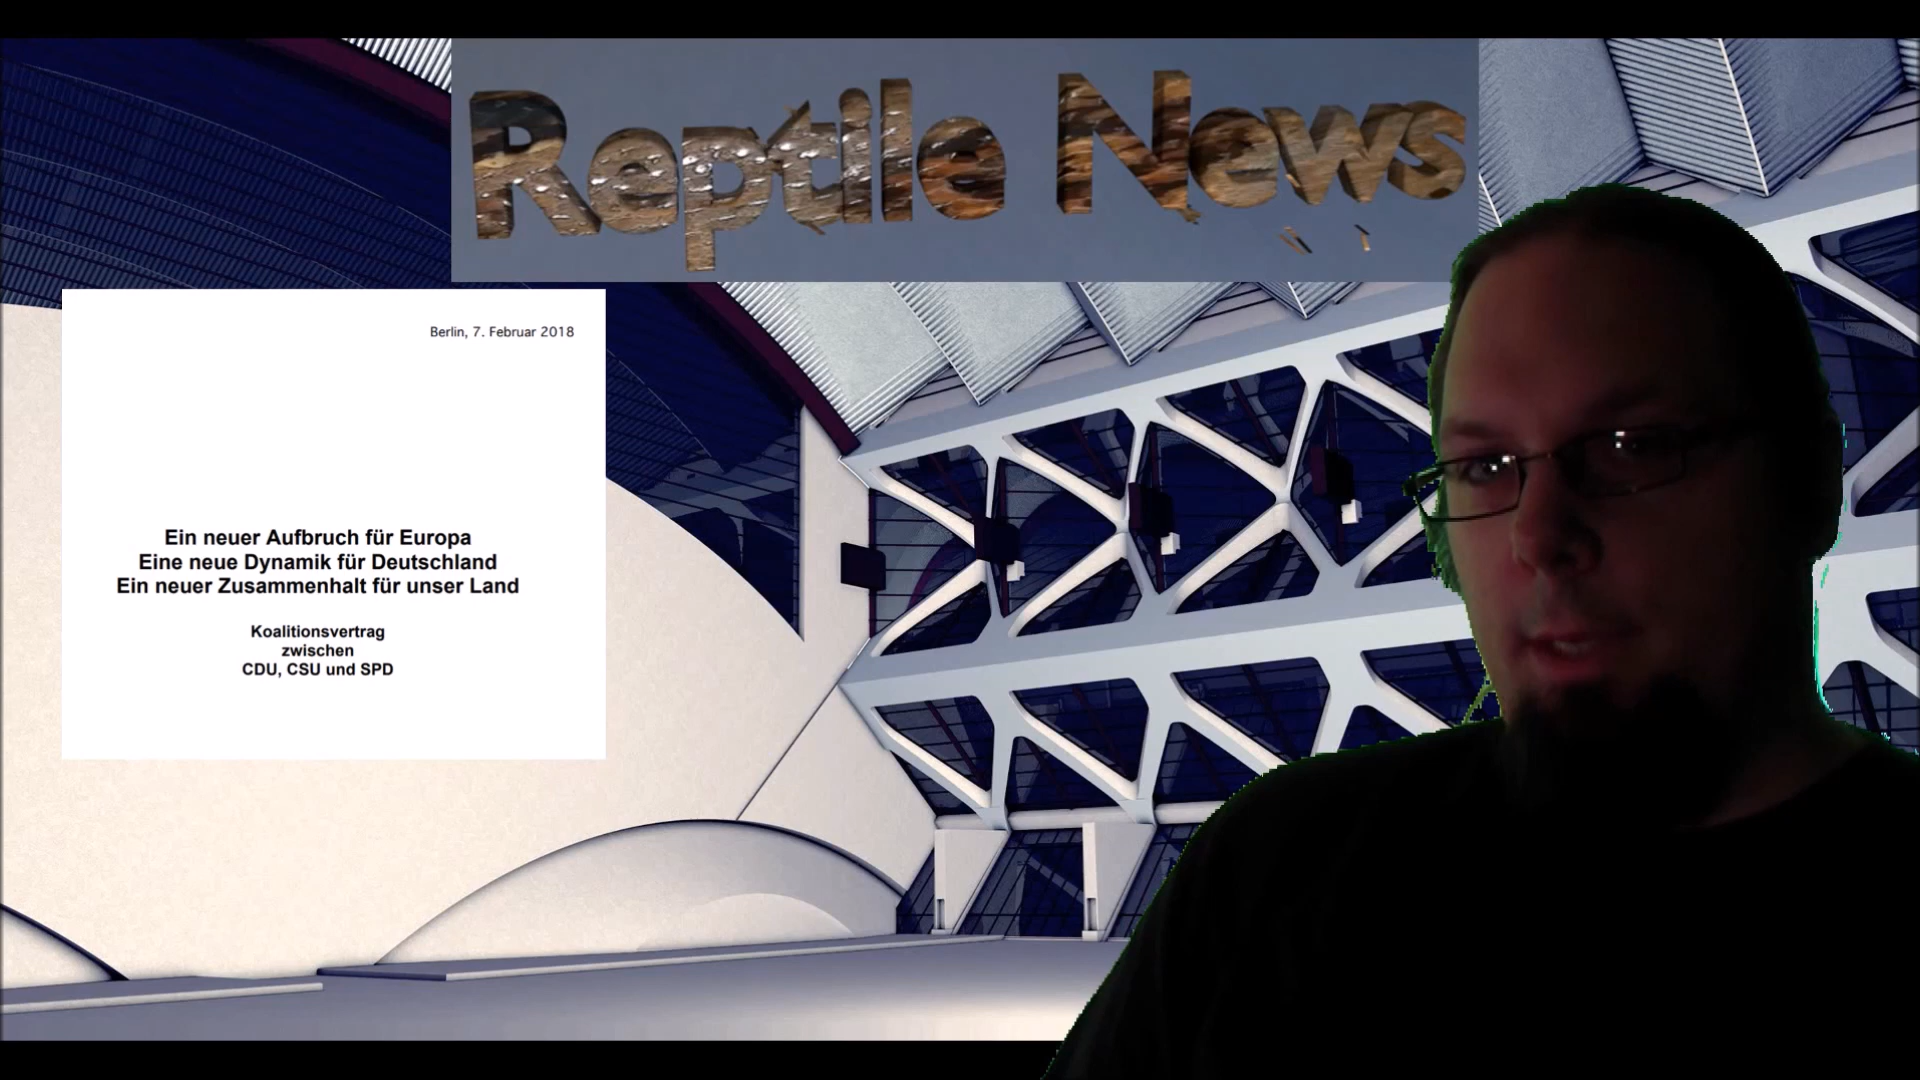 Reptile News
Berlin, 7. Februar 2018
Ein neuer Aufbruch für Europa
Eine neue Dynamik für Deutschland
Ein neuer Zusammenhalt für unser Land
Koalitionsvertrag
zwischen
CDU, CSU und SPD